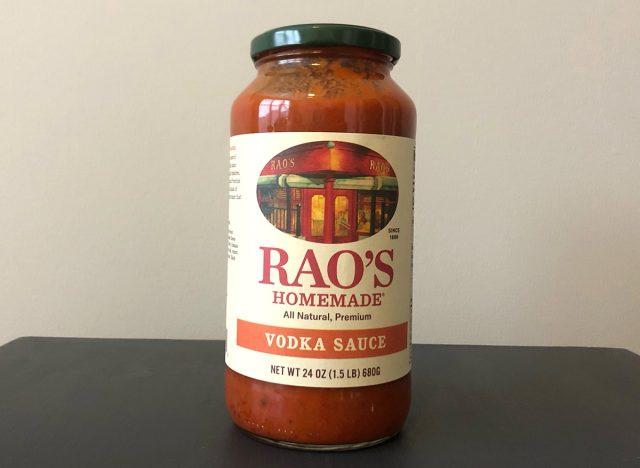 RAO'S
RAO'S
SINCE
1896
RAO'S
HOMEMADE®
All Natural, Premium
VODKA SAUCE
NET WT 24 OZ (1.5 LB) 680G